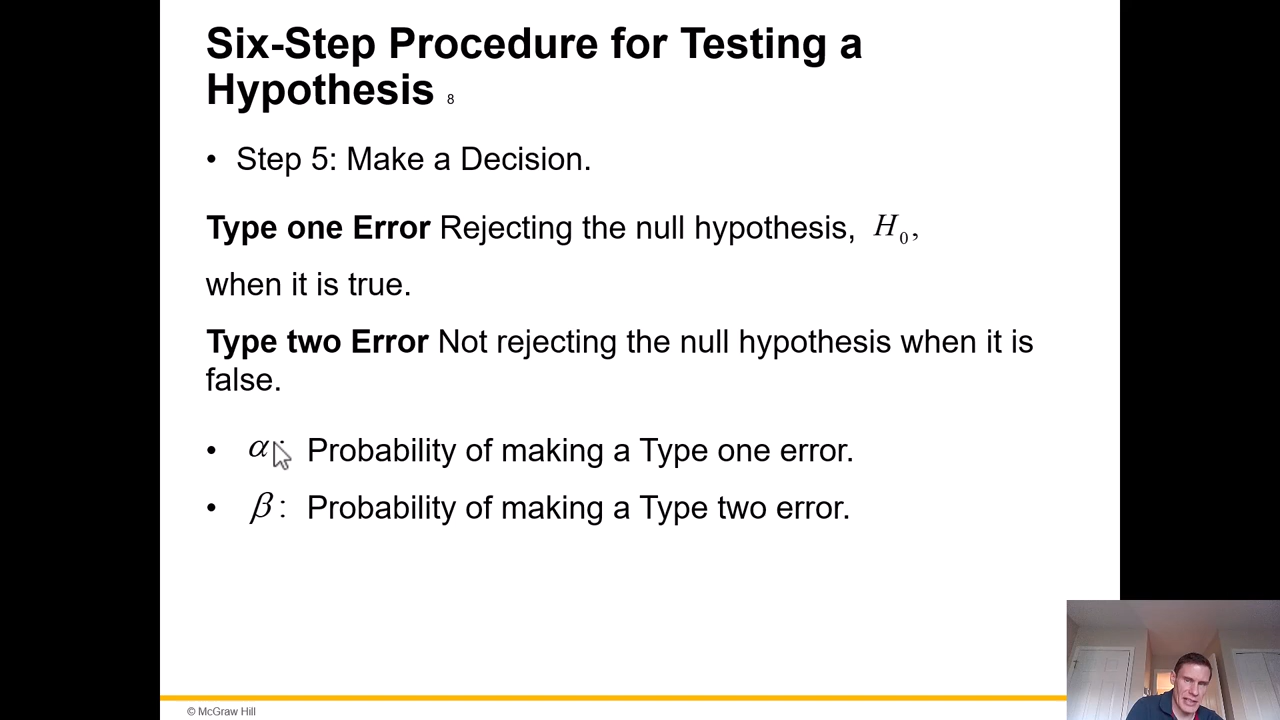 Six-Step Procedure for Testing a
Hypothesis 8
• Step 5: Make a Decision.
Type one Error Rejecting the null hypothesis, H₀,
when it is true.
Type two Error Not rejecting the null hypothesis when it is
false.
• α: Probability of making a Type one error.
• β: Probability of making a Type two error.
© McGraw Hill